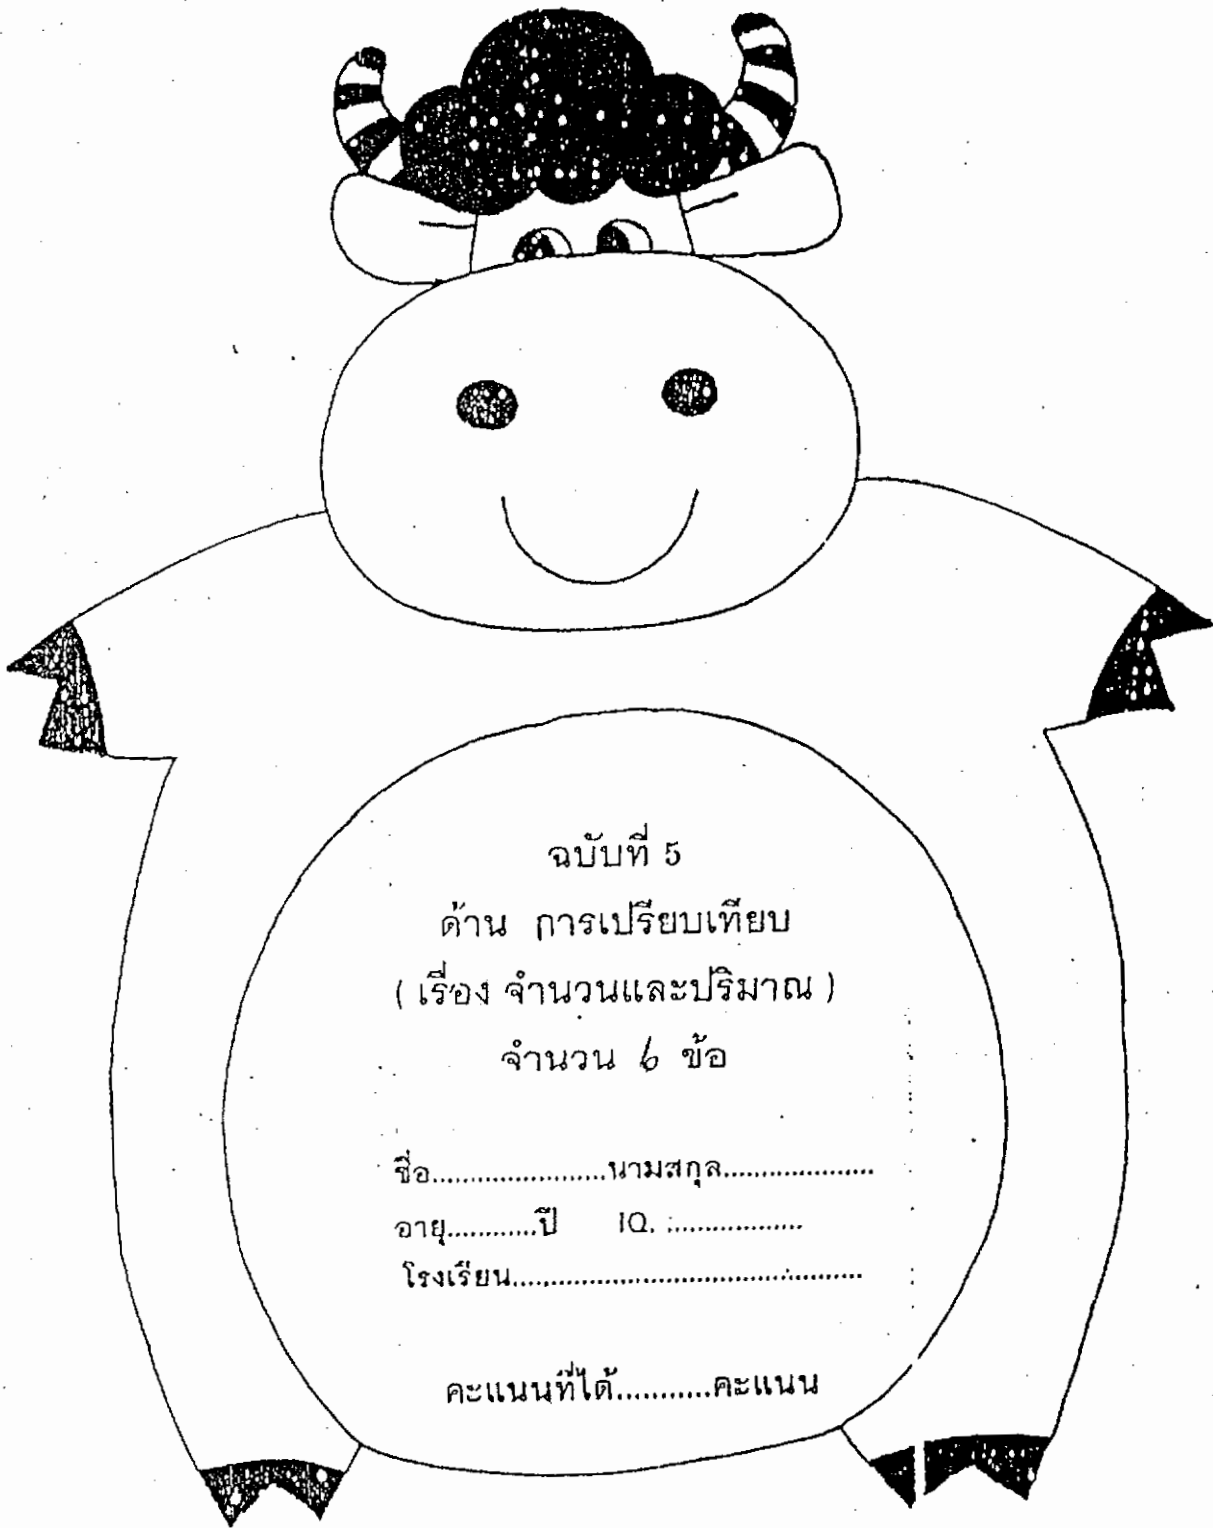 ฉบับที่ 5
ด้าน การเปรียบเทียบ
( เรื่อง จำนวนและปริมาณ )
จำนวน 6 ข้อ
ชื่อ.......................นามสกุล....................
อายุ............ปี IQ. :.................
โรงเรียน..............................................
คะแนนที่ได้...........คะแนน